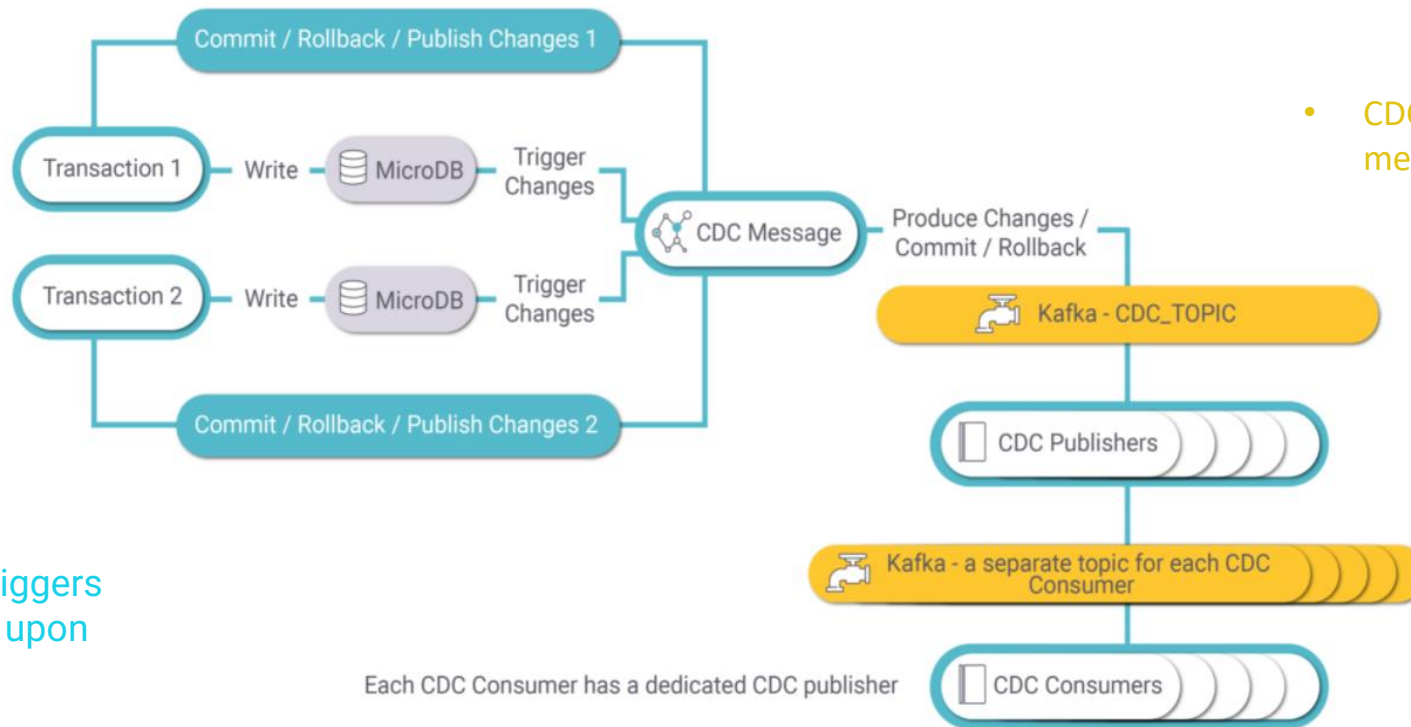 Commit / Rollback / Publish Changes 1
Transaction 1
Write
MicroDB
Trigger
Changes
Transaction 2
Write
MicroDB
Trigger
Changes
Commit / Rollback / Publish Changes 2
CDC Message
Produce Changes /
Commit / Rollback
Kafka - CDC_TOPIC
CDC Publishers
Kafka - a separate topic for each CDC
Consumer
Each CDC Consumer has a dedicated CDC publisher
CDC Consumers
upon